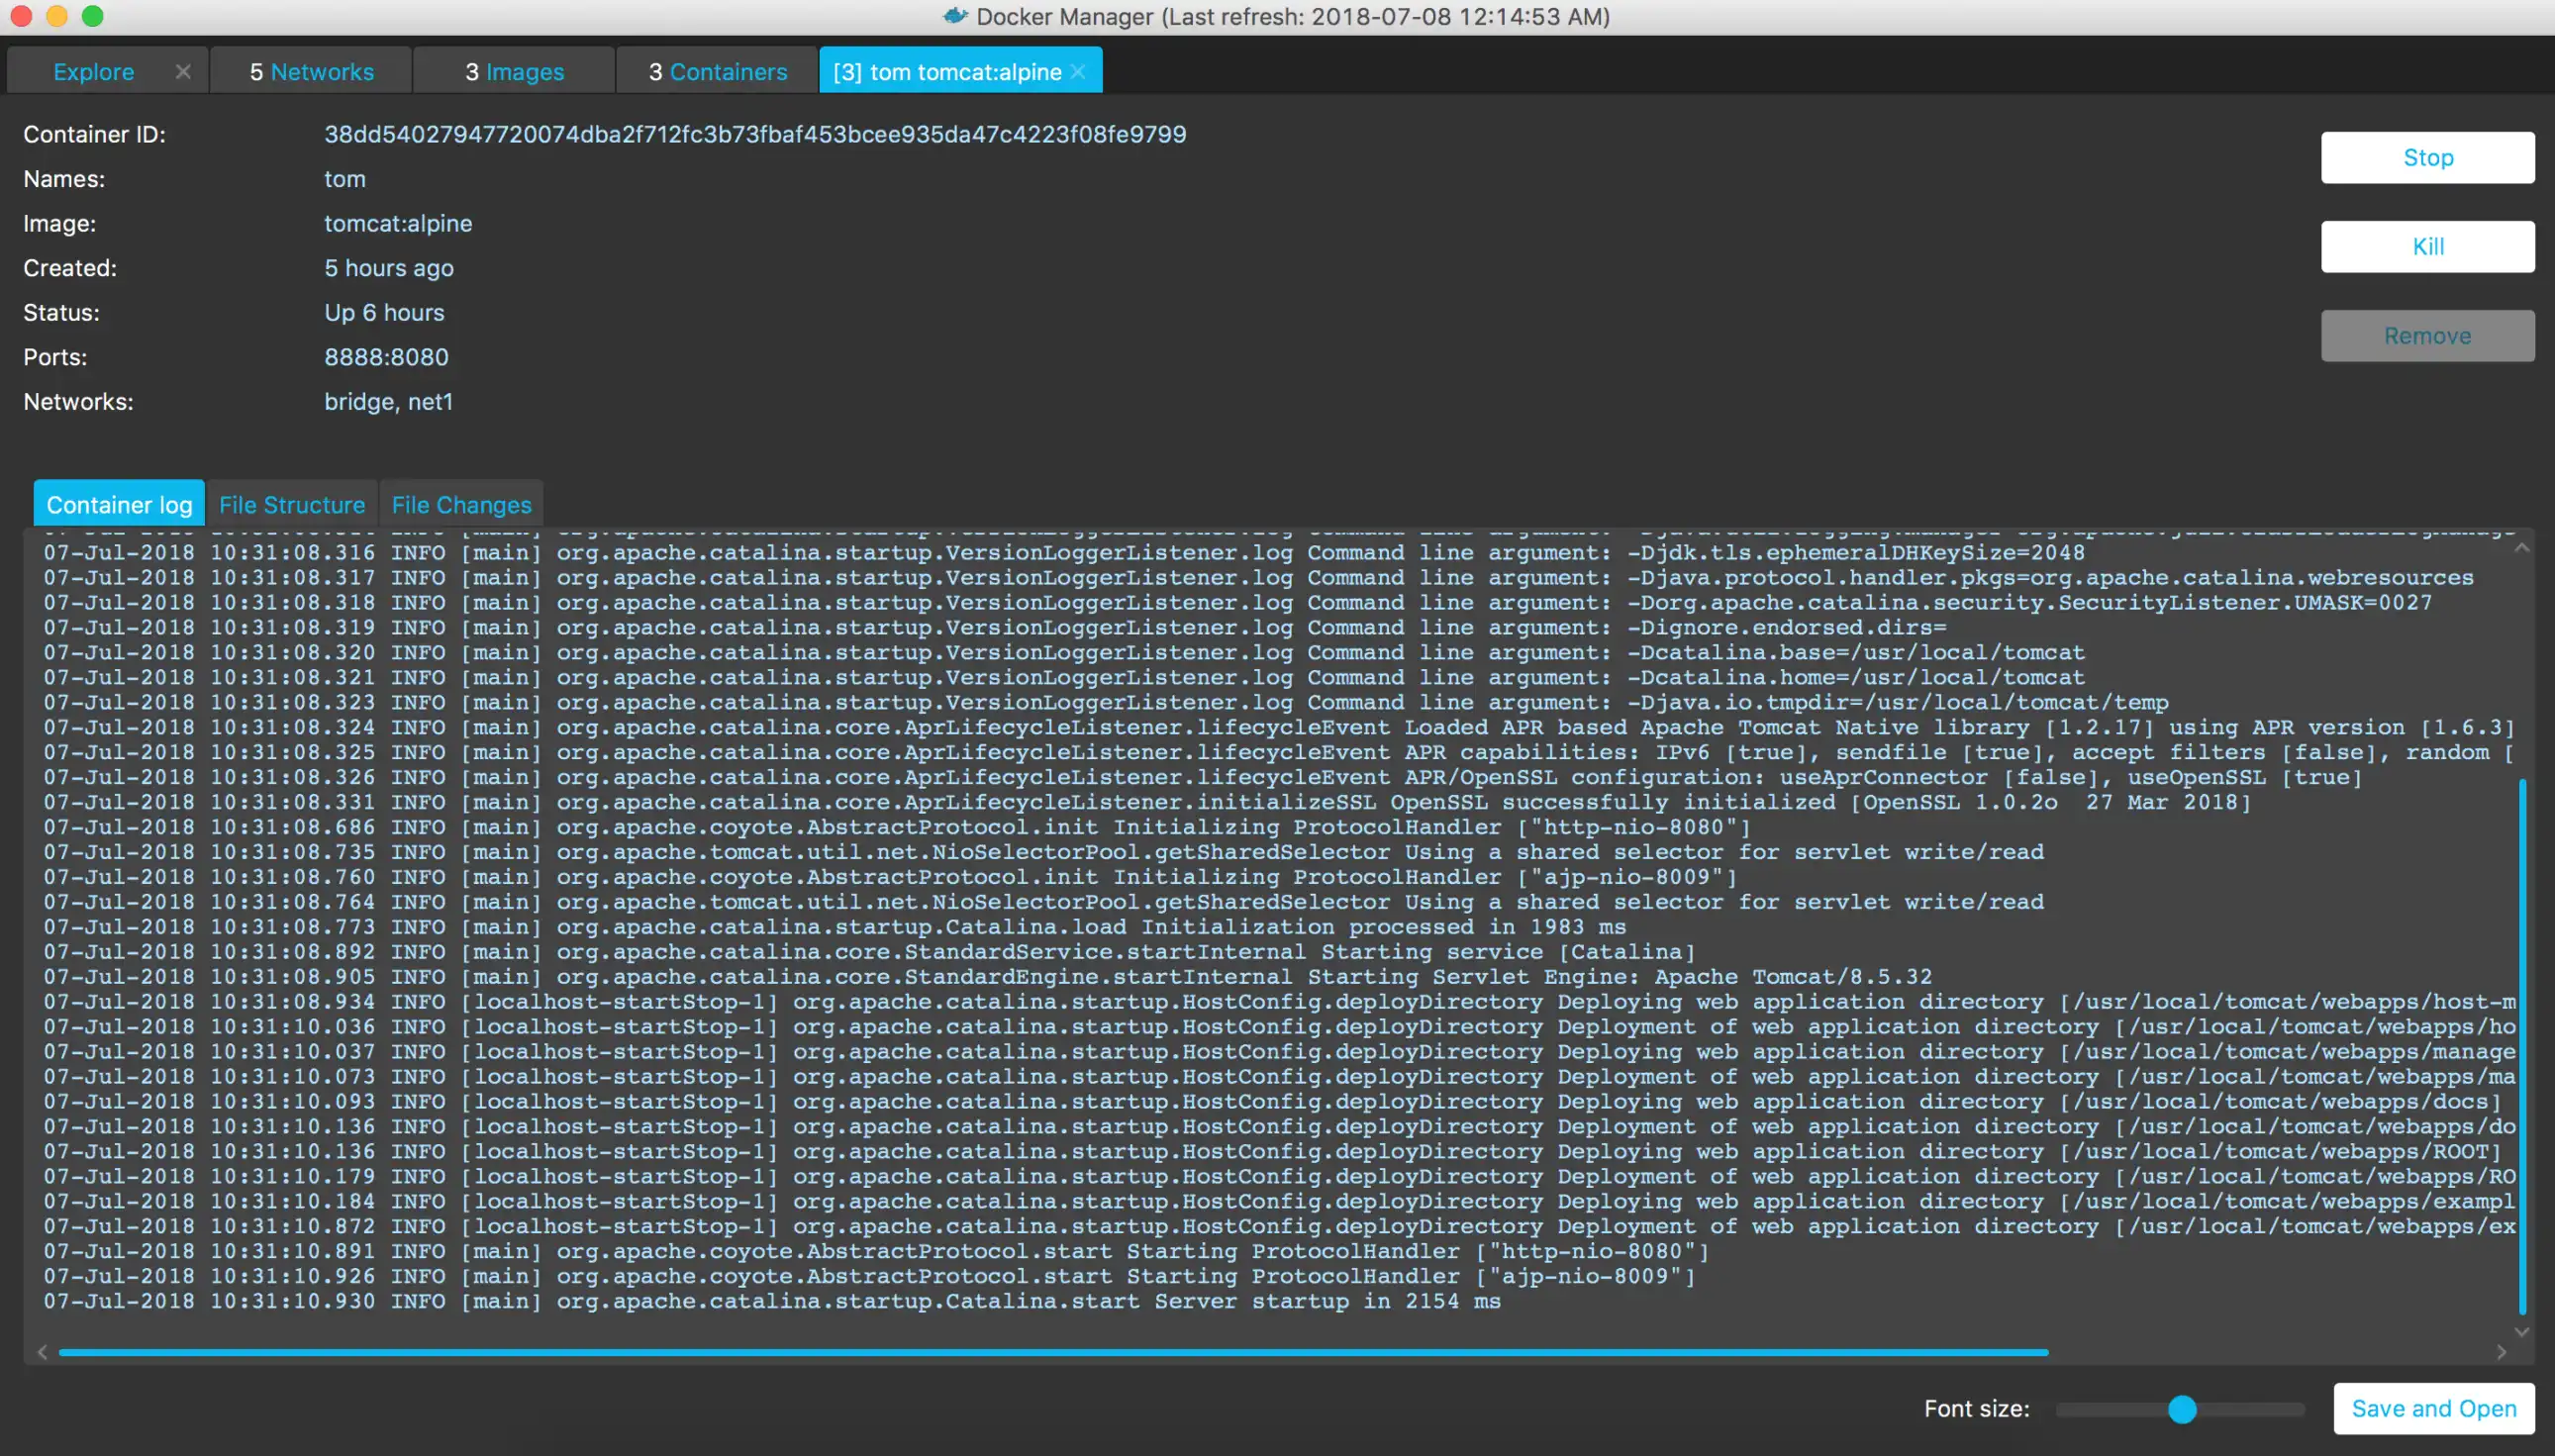 Docker Manager (Last refresh: 2018-07-08 12:14:53 AM)
Explore 5 Networks 3 Images 3 Containers [3] tom tomcat:alpine
Container ID: 38dd54027947720074dba2f712fc3b73fbaf453bcee935da47c4223f08fe9799
Stop
Names: tom
Image: tomcat:alpine
Kill
Created: 5 hours ago
Status: Up 6 hours
Remove
Ports: 8888:8080
Networks: bridge, net1
Container log File Structure File Changes
07-Jul-2018 10:31:08.316 INFO [main] org.apache.catalina.startup.VersionLoggerListener.log Command line argument: -Djdk.tls.ephemeralDHKeySize=2048
07-Jul-2018 10:31:08.317 INFO [main] org.apache.catalina.startup.VersionLoggerListener.log Command line argument: -Djava.protocol.handler.pkgs=org.apache.catalina.webresources
07-Jul-2018 10:31:08.318 INFO [main] org.apache.catalina.startup.VersionLoggerListener.log Command line argument: -Dorg.apache.catalina.security.SecurityListener.UMASK=0027
07-Jul-2018 10:31:08.319 INFO [main] org.apache.catalina.startup.VersionLoggerListener.log Command line argument: -Dignore.endorsed.dirs=
07-Jul-2018 10:31:08.320 INFO [main] org.apache.catalina.startup.VersionLoggerListener.log Command line argument: -Dcatalina.base=/usr/local/tomcat
07-Jul-2018 10:31:08.321 INFO [main] org.apache.catalina.startup.VersionLoggerListener.log Command line argument: -Dcatalina.home=/usr/local/tomcat
07-Jul-2018 10:31:08.323 INFO [main] org.apache.catalina.startup.VersionLoggerListener.log Command line argument: -Djava.io.tmpdir=/usr/local/tomcat/temp
07-Jul-2018 10:31:08.324 INFO [main] org.apache.catalina.core.AprLifecycleListener.lifecycleEvent Loaded APR based Apache Tomcat Native library [1.2.17] using APR version [1.6.3]
07-Jul-2018 10:31:08.325 INFO [main] org.apache.catalina.core.AprLifecycleListener.lifecycleEvent APR capabilities: IPv6 [true], sendfile [true], accept filters [false], random [
07-Jul-2018 10:31:08.326 INFO [main] org.apache.catalina.core.AprLifecycleListener.lifecycleEvent APR/OpenSSL configuration: useAprConnector [false], useOpenSSL [true]
07-Jul-2018 10:31:08.331 INFO [main] org.apache.catalina.core.AprLifecycleListener.initializeSSL OpenSSL successfully initialized [OpenSSL 1.0.2o  27 Mar 2018]
07-Jul-2018 10:31:08.686 INFO [main] org.apache.coyote.AbstractProtocol.init Initializing ProtocolHandler ["http-nio-8080"]
07-Jul-2018 10:31:08.735 INFO [main] org.apache.tomcat.util.net.NioSelectorPool.getSharedSelector Using a shared selector for servlet write/read
07-Jul-2018 10:31:08.760 INFO [main] org.apache.coyote.AbstractProtocol.init Initializing ProtocolHandler ["ajp-nio-8009"]
07-Jul-2018 10:31:08.764 INFO [main] org.apache.tomcat.util.net.NioSelectorPool.getSharedSelector Using a shared selector for servlet write/read
07-Jul-2018 10:31:08.773 INFO [main] org.apache.catalina.startup.Catalina.load Initialization processed in 1983 ms
07-Jul-2018 10:31:08.892 INFO [main] org.apache.catalina.core.StandardService.startInternal Starting service [Catalina]
07-Jul-2018 10:31:08.905 INFO [main] org.apache.catalina.core.StandardEngine.startInternal Starting Servlet Engine: Apache Tomcat/8.5.32
07-Jul-2018 10:31:08.934 INFO [localhost-startStop-1] org.apache.catalina.startup.HostConfig.deployDirectory Deploying web application directory [/usr/local/tomcat/webapps/host-m
07-Jul-2018 10:31:10.036 INFO [localhost-startStop-1] org.apache.catalina.startup.HostConfig.deployDirectory Deployment of web application directory [/usr/local/tomcat/webapps/ho
07-Jul-2018 10:31:10.037 INFO [localhost-startStop-1] org.apache.catalina.startup.HostConfig.deployDirectory Deploying web application directory [/usr/local/tomcat/webapps/manage
07-Jul-2018 10:31:10.073 INFO [localhost-startStop-1] org.apache.catalina.startup.HostConfig.deployDirectory Deployment of web application directory [/usr/local/tomcat/webapps/ma
07-Jul-2018 10:31:10.093 INFO [localhost-startStop-1] org.apache.catalina.startup.HostConfig.deployDirectory Deploying web application directory [/usr/local/tomcat/webapps/docs]
07-Jul-2018 10:31:10.136 INFO [localhost-startStop-1] org.apache.catalina.startup.HostConfig.deployDirectory Deployment of web application directory [/usr/local/tomcat/webapps/do
07-Jul-2018 10:31:10.136 INFO [localhost-startStop-1] org.apache.catalina.startup.HostConfig.deployDirectory Deploying web application directory [/usr/local/tomcat/webapps/ROOT]
07-Jul-2018 10:31:10.179 INFO [localhost-startStop-1] org.apache.catalina.startup.HostConfig.deployDirectory Deployment of web application directory [/usr/local/tomcat/webapps/RO
07-Jul-2018 10:31:10.184 INFO [localhost-startStop-1] org.apache.catalina.startup.HostConfig.deployDirectory Deploying web application directory [/usr/local/tomcat/webapps/exampl
07-Jul-2018 10:31:10.872 INFO [localhost-startStop-1] org.apache.catalina.startup.HostConfig.deployDirectory Deployment of web application directory [/usr/local/tomcat/webapps/ex
07-Jul-2018 10:31:10.891 INFO [main] org.apache.coyote.AbstractProtocol.start Starting ProtocolHandler ["http-nio-8080"]
07-Jul-2018 10:31:10.926 INFO [main] org.apache.coyote.AbstractProtocol.start Starting ProtocolHandler ["ajp-nio-8009"]
07-Jul-2018 10:31:10.930 INFO [main] org.apache.catalina.startup.Catalina.start Server startup in 2154 ms
Font size: Save and Open